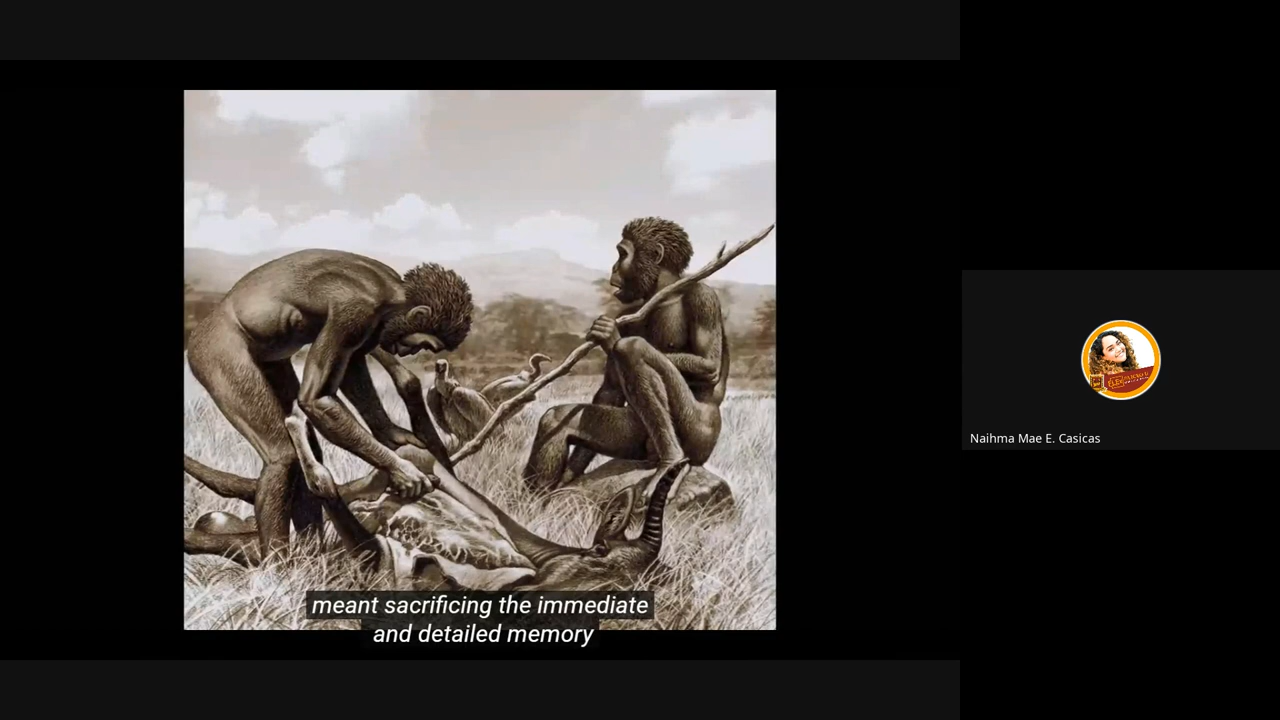 meant sacrificing the immediate
and detailed memory
Naihma Mae E. Casicas